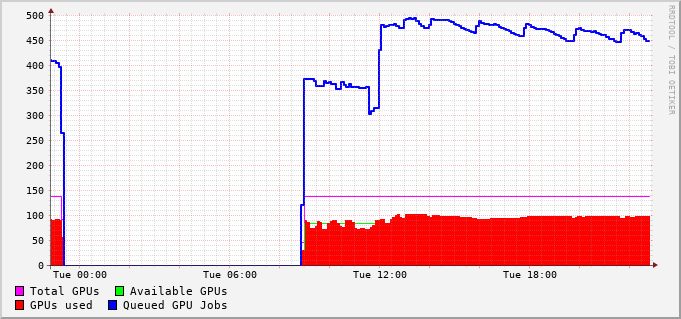 500
450
400
350
300
250
200
150
100
50
0
Tue 00:00 Tue 06:00 Tue 12:00 Tue 18:00
Total GPUs Available GPUs
GPUs used Queued GPU Jobs
RRDTOOL / TOBI OETIKER